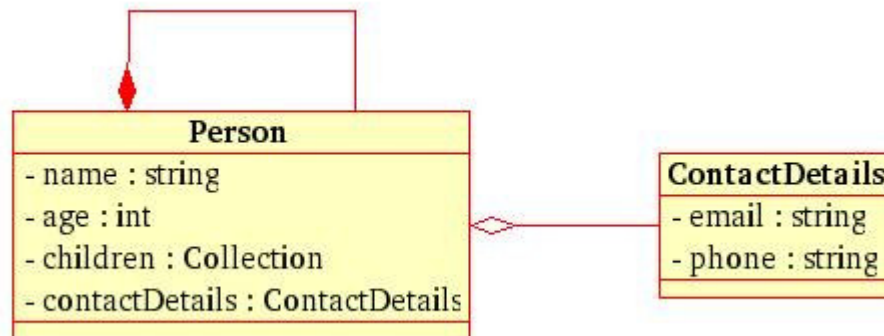 Person
- name : string
- age : int
- children : Collection
- contactDetails : ContactDetails
ContactDetails
- email : string
- phone : string